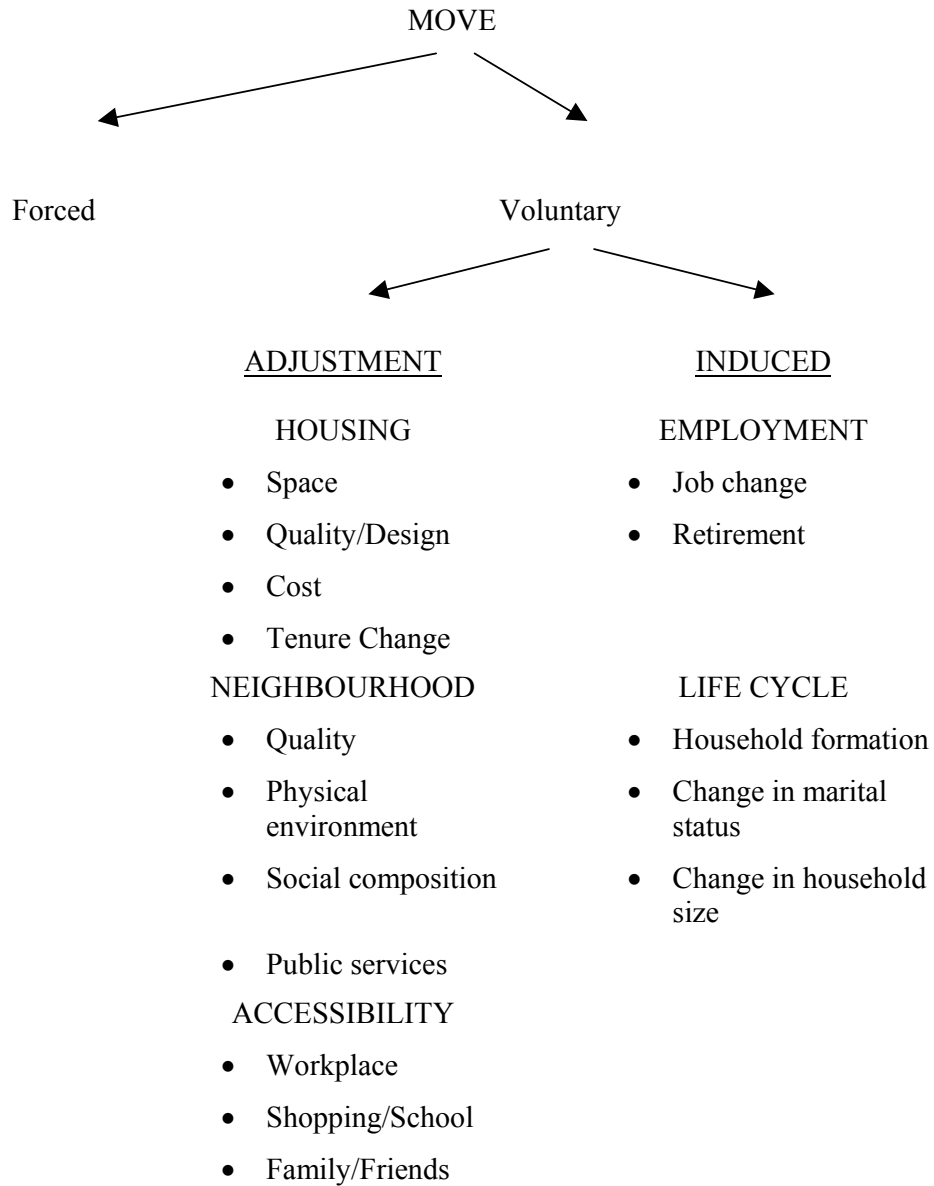 MOVE
Forced
Voluntary
ADJUSTMENT
INDUCED
HOUSING
EMPLOYMENT
• Space
• Job change
• Quality/Design
• Retirement
• Cost
• Tenure Change
NEIGHBOURHOOD
LIFE CYCLE
• Quality
• Household formation
• Physical
environment
• Change in marital
status
• Social composition
• Change in household
size
• Public services
ACCESSIBILITY
• Workplace
• Shopping/School
• Family/Friends